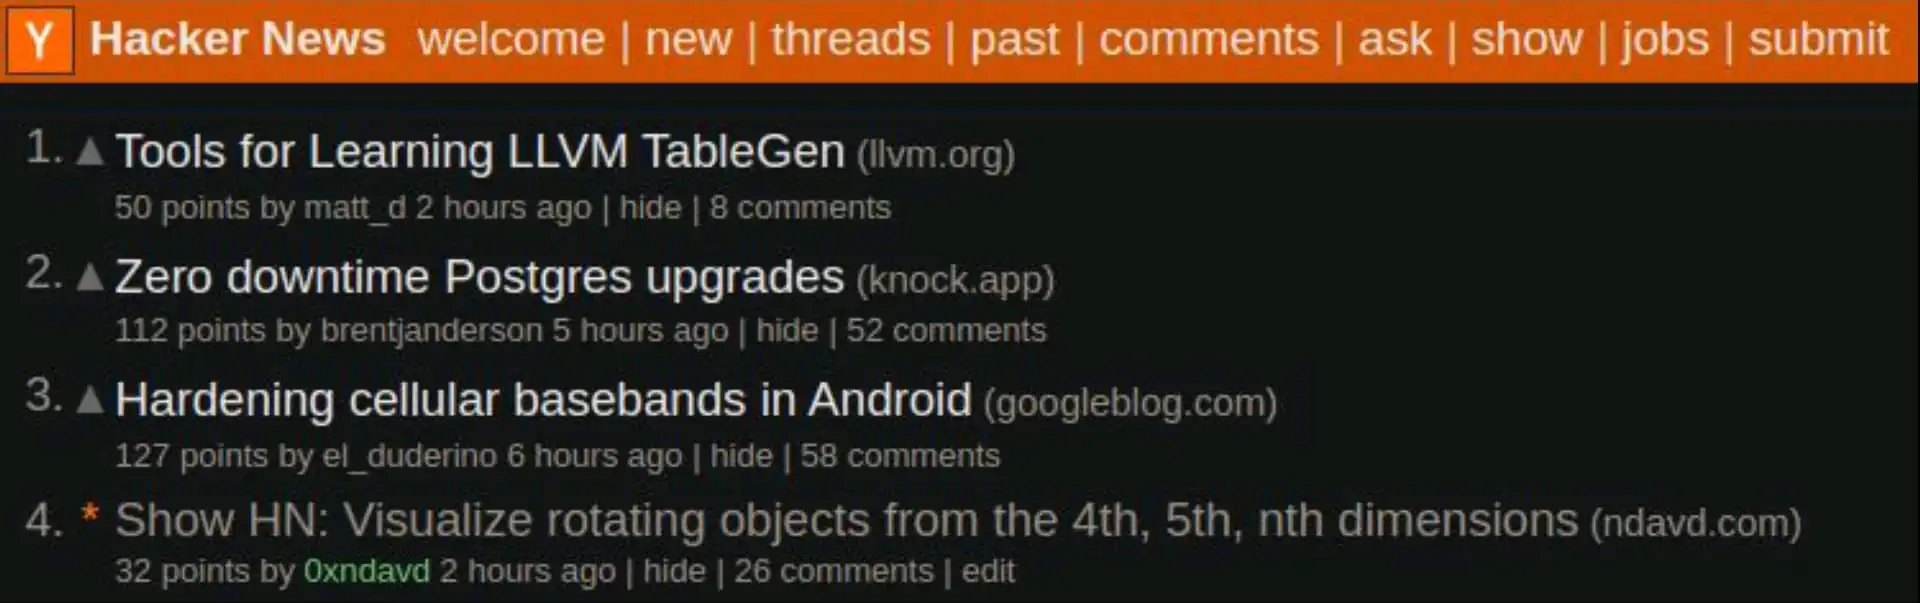 Y Hacker News welcome | new | threads | past | comments | ask | show | jobs | submit
1. ▲ Tools for Learning LLVM TableGen (llvm.org)
50 points by matt_d 2 hours ago | hide | 8 comments
2. ▲ Zero downtime Postgres upgrades (knock.app)
112 points by brentjanderson 5 hours ago | hide | 52 comments
3. ▲ Hardening cellular basebands in Android (googleblog.com)
127 points by el_duderino 6 hours ago | hide | 58 comments
4. * Show HN: Visualize rotating objects from the 4th, 5th, nth dimensions (ndavd.com)
32 points by 0xndavd 2 hours ago | hide | 26 comments | edit